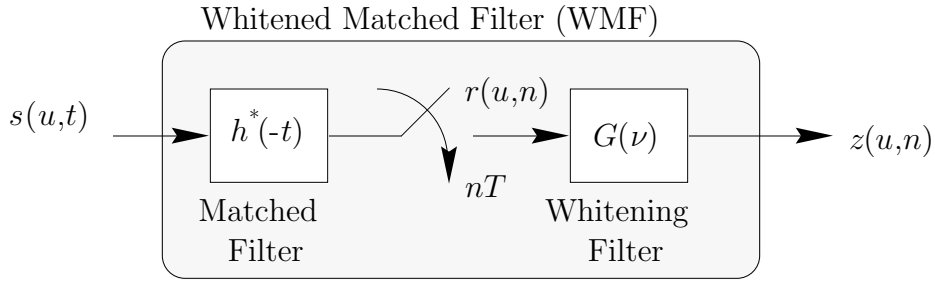 Whitened Matched Filter (WMF)
s(u,t)
h*(-t)
r(u,n)
nT
G(ν)
z(u,n)
Matched
Filter
Whitening
Filter